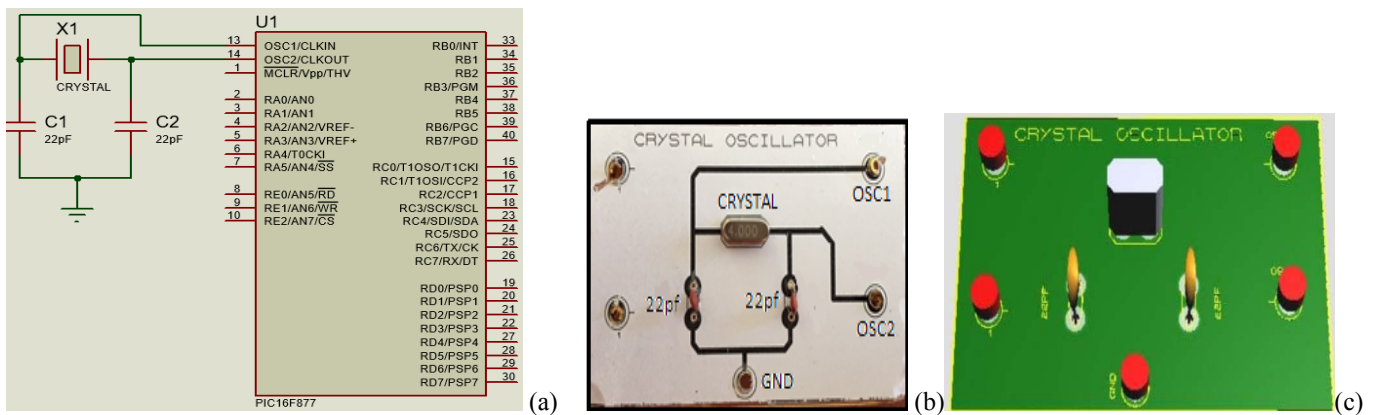 X1
CRYSTAL
C1
22pF
C2
22pF
U1
13 OSC1/CLKIN RB0/INT 33
14 OSC2/CLKOUT RB1 34
1 MCLR/Vpp/THV RB2 35
RB3/PGM 36
2 RA0/AN0 RB4 37
3 RA1/AN1 RB5 38
4 RA2/AN2/VREF- RB6/PGC 39
5 RA3/AN3/VREF+ RB7/PGD 40
6 RA4/T0CKI
7 RA5/AN4/SS RC0/T1OSO/T1CKI 15
RC1/T1OSI/CCP2 16
8 RE0/AN5/RD RC2/CCP1 17
9 RE1/AN6/WR RC3/SCK/SCL 18
10 RE2/AN7/CS RC4/SDI/SDA 23
RC5/SDO 24
RC6/TX/CK 25
RC7/RX/DT 26
RD0/PSP0 19
RD1/PSP1 20
RD2/PSP2 21
RD3/PSP3 22
RD4/PSP4 27
RD5/PSP5 28
RD6/PSP6 29
RD7/PSP7 30
PIC16F877
(a)
CRYSTAL OSCILLATOR
OSC1
CRYSTAL
4.000
22pf
22pf
OSC2
1
GND
(b)
CRYSTAL OSCILLATOR
1
22PF
22PF
1
GND
(c)